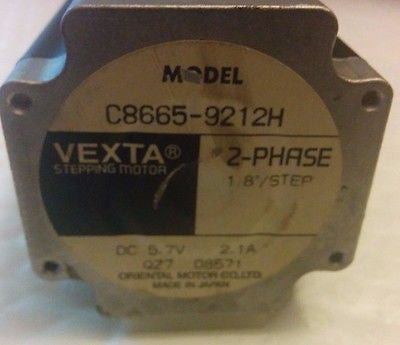 MODEL
C8665-9212H
VEXTA® 2-PHASE
STEPPING MOTOR 1.8°/STEP
DC 5.7V 2.1A
QZ7 08571
ORIENTAL MOTOR CO.,LTD.
MADE IN JAPAN